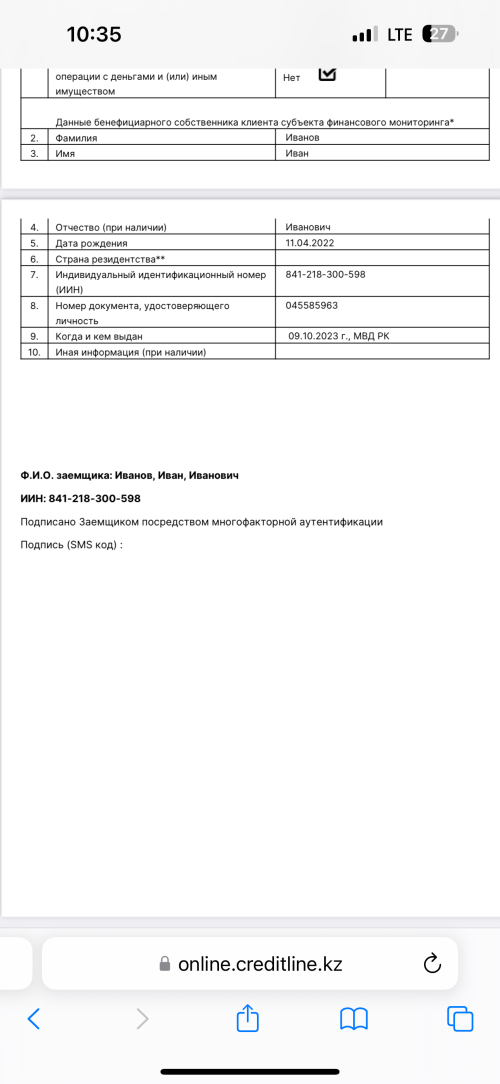 10:35 LTE 27
операции с деньгами и (или) иным Нет
имуществом
Данные бенефициарного собственника клиента субъекта финансового мониторинга*
2. Фамилия Иванов
3. Имя Иван
4. Отчество (при наличии) Иванович
5. Дата рождения 11.04.2022
6. Страна резидентства**
7. Индивидуальный идентификационный номер 841-218-300-598
(ИИН)
8. Номер документа, удостоверяющего 045585963
личность
9. Когда и кем выдан 09.10.2023 г., МВД РК
10. Иная информация (при наличии)
Ф.И.О. заемщика: Иванов, Иван, Иванович
ИИН: 841-218-300-598
Подписано Заемщиком посредством многофакторной аутентификации
Подпись (SMS код) :
online.creditline.kz